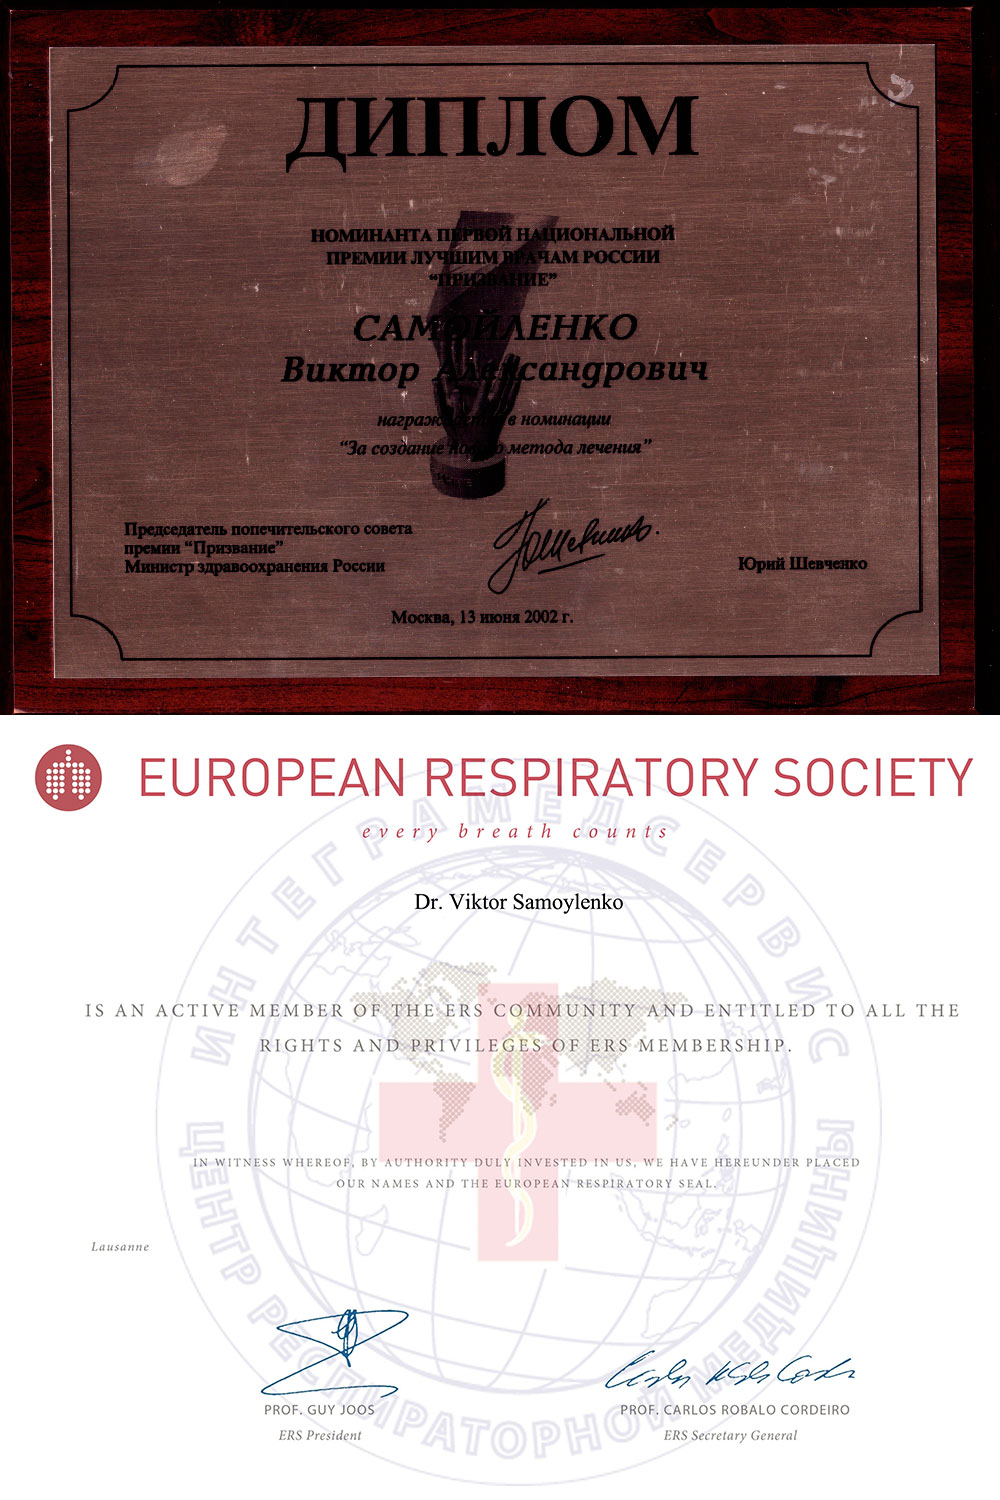 ДИПЛОМ
НОМИНАНТА ПЕРВОЙ НАЦИОНАЛЬНОЙ
ПРЕМИИ ЛУЧШИМ ВРАЧАМ РОССИИ
“ПРИЗВАНИЕ”
САМОЙЛЕНКО
Виктор Александрович
награждается в номинации
“За создание нового метода лечения”
Председатель попечительского совета
премии “Призвание”
Министр здравоохранения России
Юрий Шевченко
Москва, 13 июня 2002 г.
EUROPEAN RESPIRATORY SOCIETY
every breath counts
Dr. Viktor Samoylenko
IS AN ACTIVE MEMBER OF THE ERS COMMUNITY AND ENTITLED TO ALL THE
RIGHTS AND PRIVILEGES OF ERS MEMBERSHIP.
IN WITNESS WHEREOF, BY AUTHORITY DULY INVESTED IN US, WE HAVE HEREUNDER PLACED
OUR NAMES AND THE EUROPEAN RESPIRATORY SEAL.
Lausanne
PROF. GUY JOOS
ERS President
PROF. CARLOS ROBALO CORDEIRO
ERS Secretary General
ИНТЕГРАМЕДСЕРВИС
ЦЕНТР РЕСПИРАТОРНОЙ МЕДИЦИНЫ